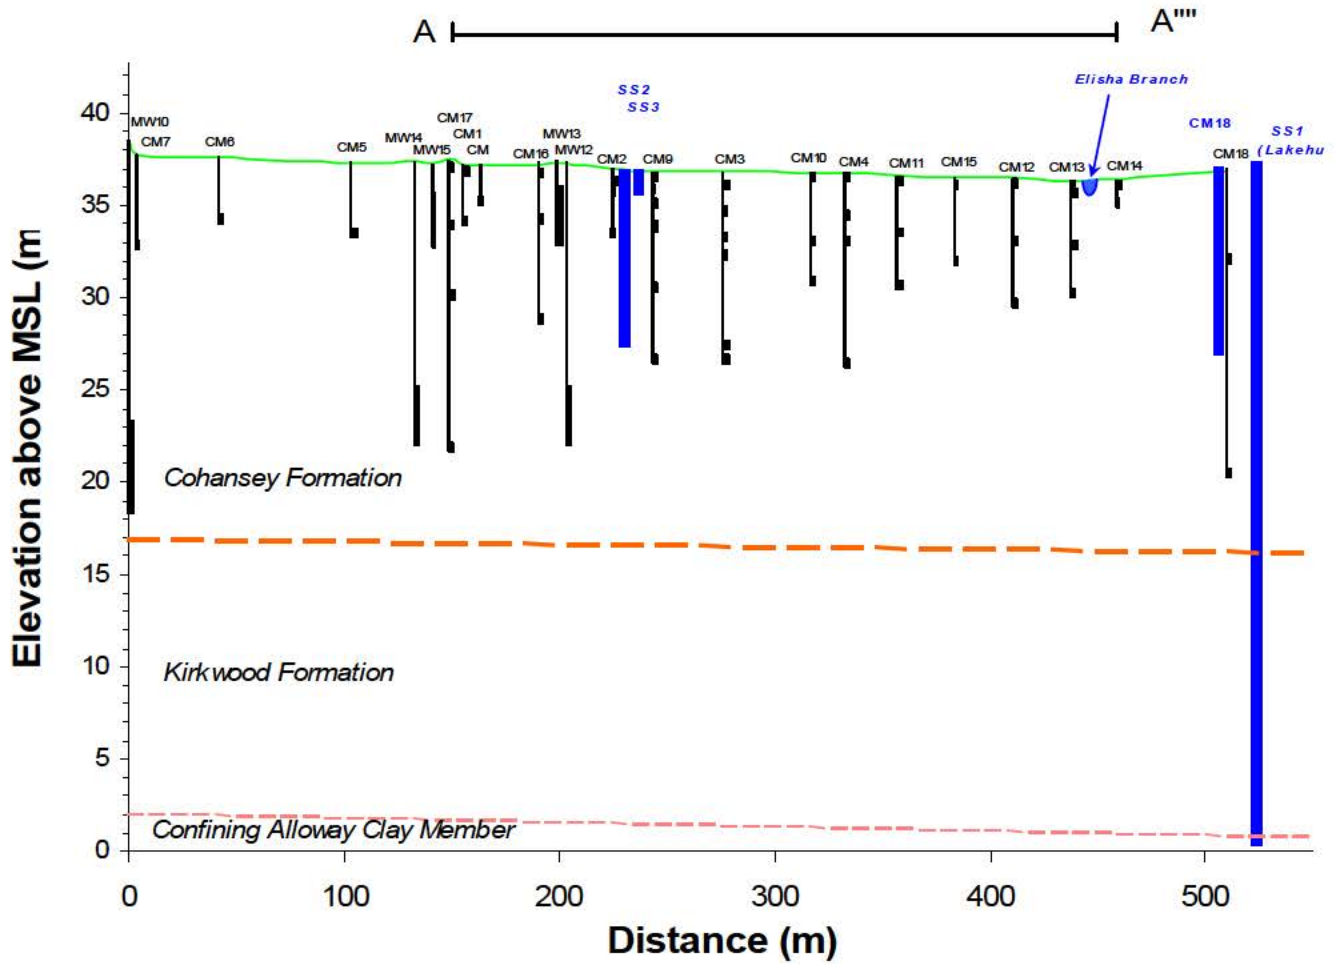 A A""
Elisha Branch
SS2
SS3
40
MW10
CM7
CM6
CM5
MW14
MW15
CM17
CM1
CM
CM16
MW13
MW12
CM2
CM9
CM3
CM10
CM4
CM11
CM15
CM12
CM13
CM14
CM18
CM18
SS1
(Lakehu
35
30
25
20
Cohansey Formation
15
10
Kirkwood Formation
5
Confining Alloway Clay Member
0
0 100 200 300 400 500
Distance (m)
Elevation above MSL (m